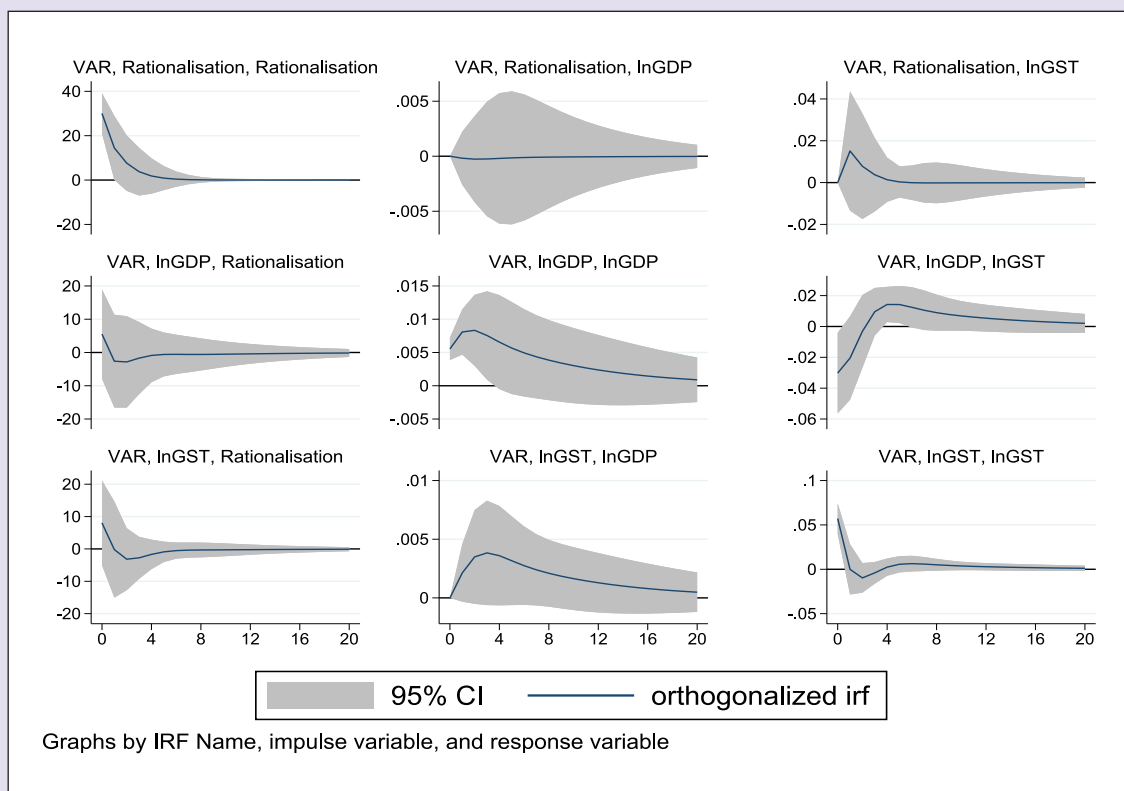 VAR, Rationalisation, Rationalisation
VAR, Rationalisation, lnGDP
VAR, Rationalisation, lnGST
40
20
0
-20
.005
0
-.005
.04
.02
0
-.02
VAR, lnGDP, Rationalisation
VAR, lnGDP, lnGDP
VAR, lnGDP, lnGST
20
10
0
-10
-20
.015
.01
.005
0
-.005
.02
0
-.02
-.04
-.06
VAR, lnGST, Rationalisation
VAR, lnGST, lnGDP
VAR, lnGST, lnGST
20
10
0
-10
-20
.01
.005
0
.1
.05
0
-.05
0 4 8 12 16 20
0 4 8 12 16 20
0 4 8 12 16 20
95% CI
orthogonalized irf
Graphs by IRF Name, impulse variable, and response variable